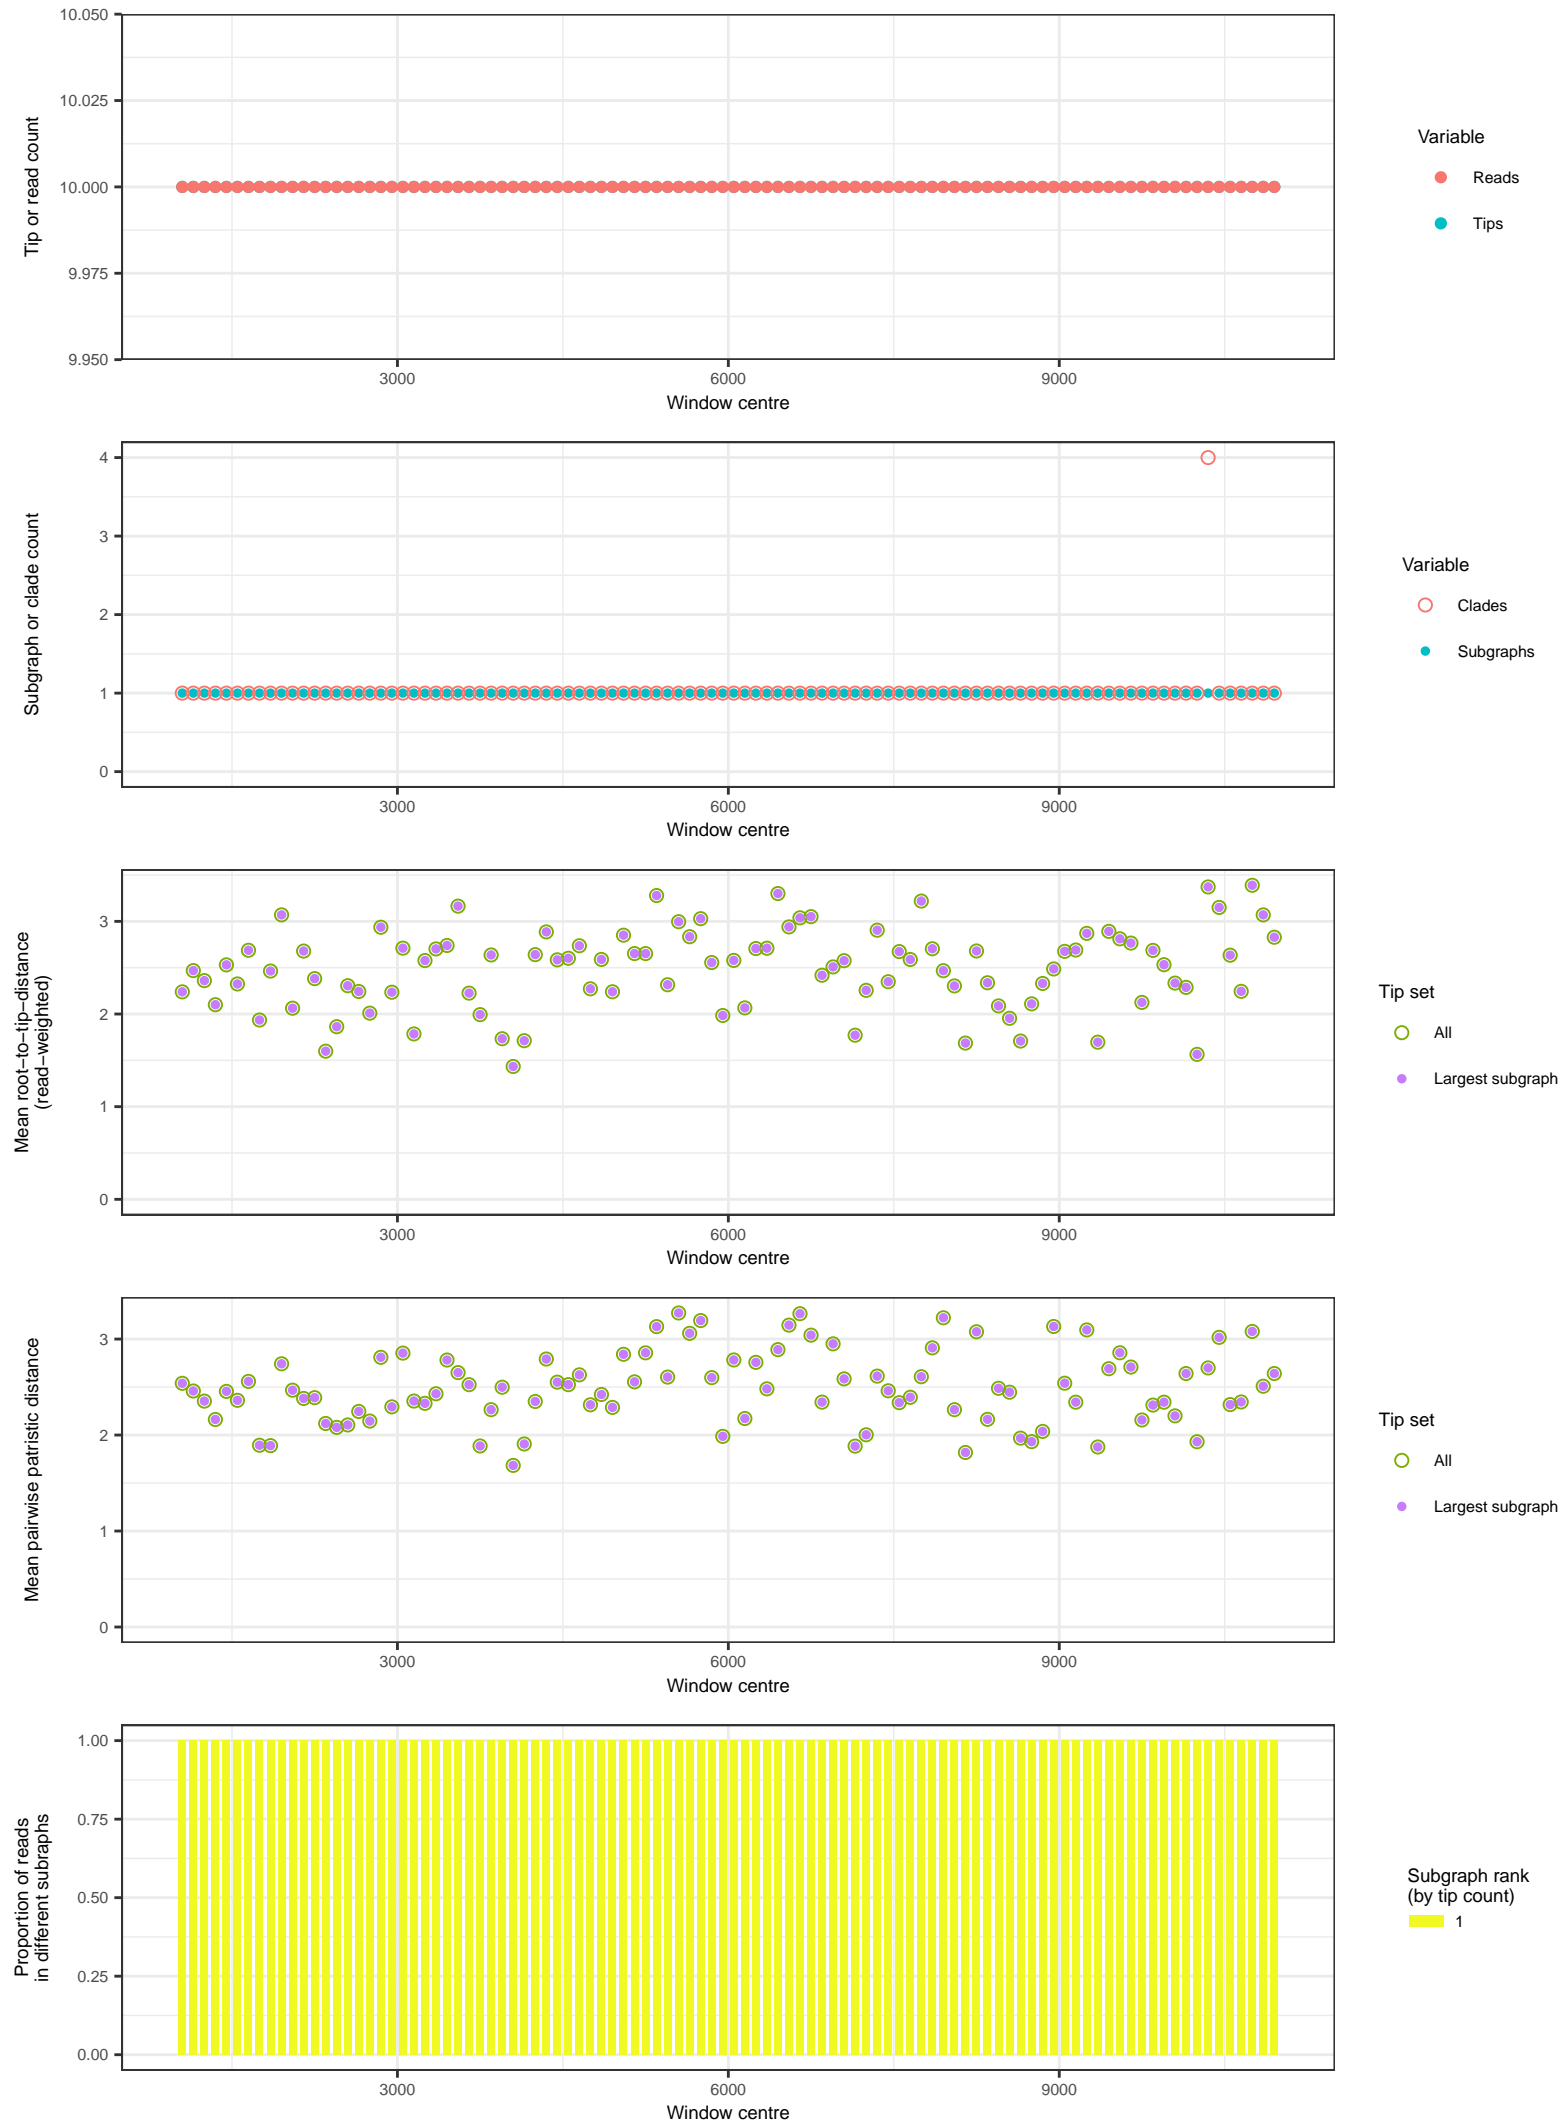 10.050
10.025
10.000
9.975
9.950
Tip or read count
3000 6000 9000
Window centre
Variable
Reads
Tips
4
3
2
1
0
Subgraph or clade count
3000 6000 9000
Window centre
Variable
Clades
Subgraphs
3
2
1
0
Mean root−to−tip−distance
(read−weighted)
3000 6000 9000
Window centre
Tip set
All
Largest subgraph
3
2
1
0
Mean pairwise patristic distance
3000 6000 9000
Window centre
Tip set
All
Largest subgraph
1.00
0.75
0.50
0.25
0.00
Proportion of reads
in different subraphs
3000 6000 9000
Window centre
Subgraph rank
(by tip count)
1